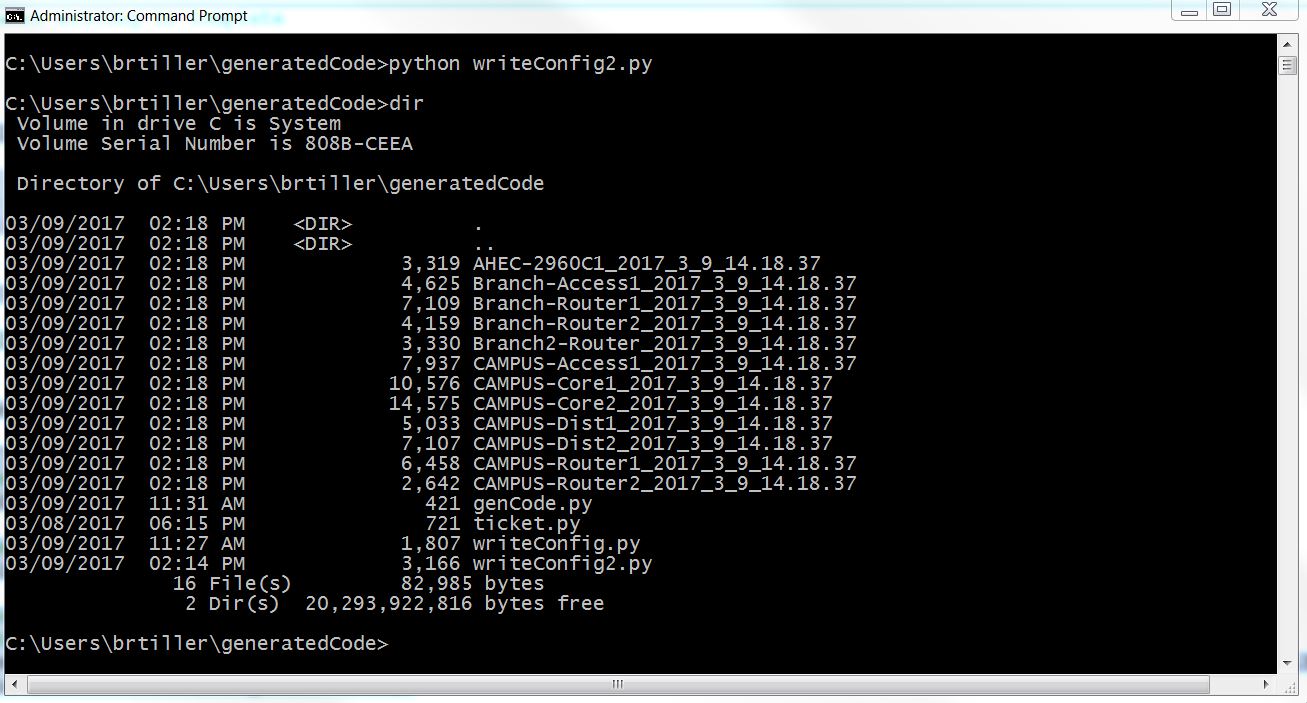 Administrator: Command Prompt
C:\Users\brtiller\generatedCode>python writeConfig2.py
C:\Users\brtiller\generatedCode>dir
 Volume in drive C is System
 Volume Serial Number is 808B-CEEA
 Directory of C:\Users\brtiller\generatedCode
03/09/2017  02:18 PM    <DIR>          .
03/09/2017  02:18 PM    <DIR>          ..
03/09/2017  02:18 PM             3,319 AHEC-2960C1_2017_3_9_14.18.37
03/09/2017  02:18 PM             4,625 Branch-Access1_2017_3_9_14.18.37
03/09/2017  02:18 PM             7,109 Branch-Router1_2017_3_9_14.18.37
03/09/2017  02:18 PM             4,159 Branch-Router2_2017_3_9_14.18.37
03/09/2017  02:18 PM             3,330 Branch2-Router_2017_3_9_14.18.37
03/09/2017  02:18 PM             7,937 CAMPUS-Access1_2017_3_9_14.18.37
03/09/2017  02:18 PM            10,576 CAMPUS-Core1_2017_3_9_14.18.37
03/09/2017  02:18 PM            14,575 CAMPUS-Core2_2017_3_9_14.18.37
03/09/2017  02:18 PM             5,033 CAMPUS-Dist1_2017_3_9_14.18.37
03/09/2017  02:18 PM             7,107 CAMPUS-Dist2_2017_3_9_14.18.37
03/09/2017  02:18 PM             6,458 CAMPUS-Router1_2017_3_9_14.18.37
03/09/2017  02:18 PM             2,642 CAMPUS-Router2_2017_3_9_14.18.37
03/09/2017  11:31 AM               421 genCode.py
03/08/2017  06:15 PM               721 ticket.py
03/09/2017  11:27 AM             1,807 writeConfig.py
03/09/2017  02:14 PM             3,166 writeConfig2.py
              16 File(s)         82,985 bytes
               2 Dir(s)  20,293,922,816 bytes free
C:\Users\brtiller\generatedCode>